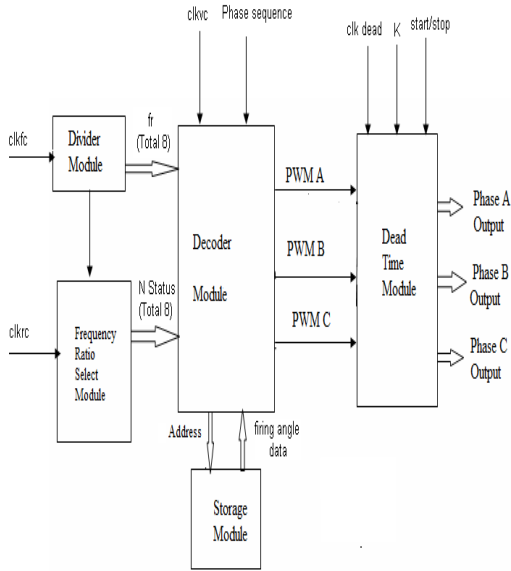 clkvc
Phase sequence
clk dead
K
start/stop
clkfc
Divider
Module
fr
(Total 8)
Decoder
Module
PWM A
PWM B
PWM C
Dead
Time
Module
Phase A
Output
Phase B
Output
Phase C
Output
clkrc
Frequency
Ratio
Select
Module
N Status
(Total 8)
Address
firing angle
data
Storage
Module